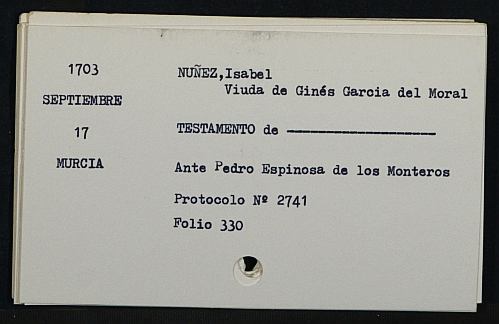 1703
SEPTIEMBRE
17
MURCIA
NUÑEZ,Isabel
Viuda de Ginés Garcia del Moral
TESTAMENTO de ------------------
Ante Pedro Espinosa de los Monteros
Protocolo Nº 2741
Folio 330